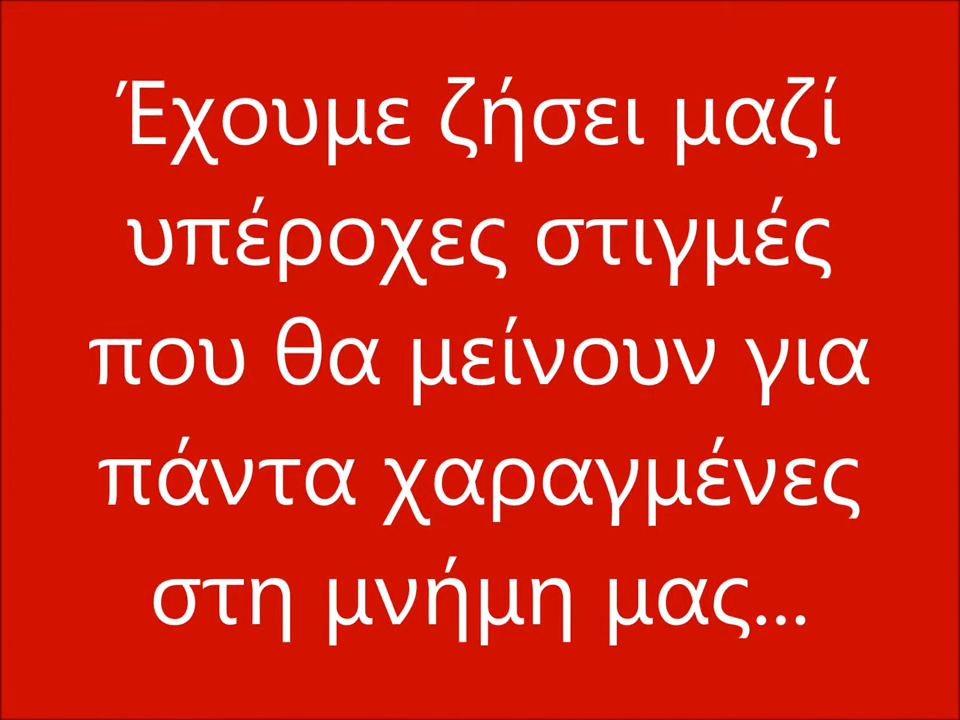 Έχουμε ζήσει μαζί
υπέροχες στιγμές
που θα μείνουν για
πάντα χαραγμένες
στη μνήμη μας...